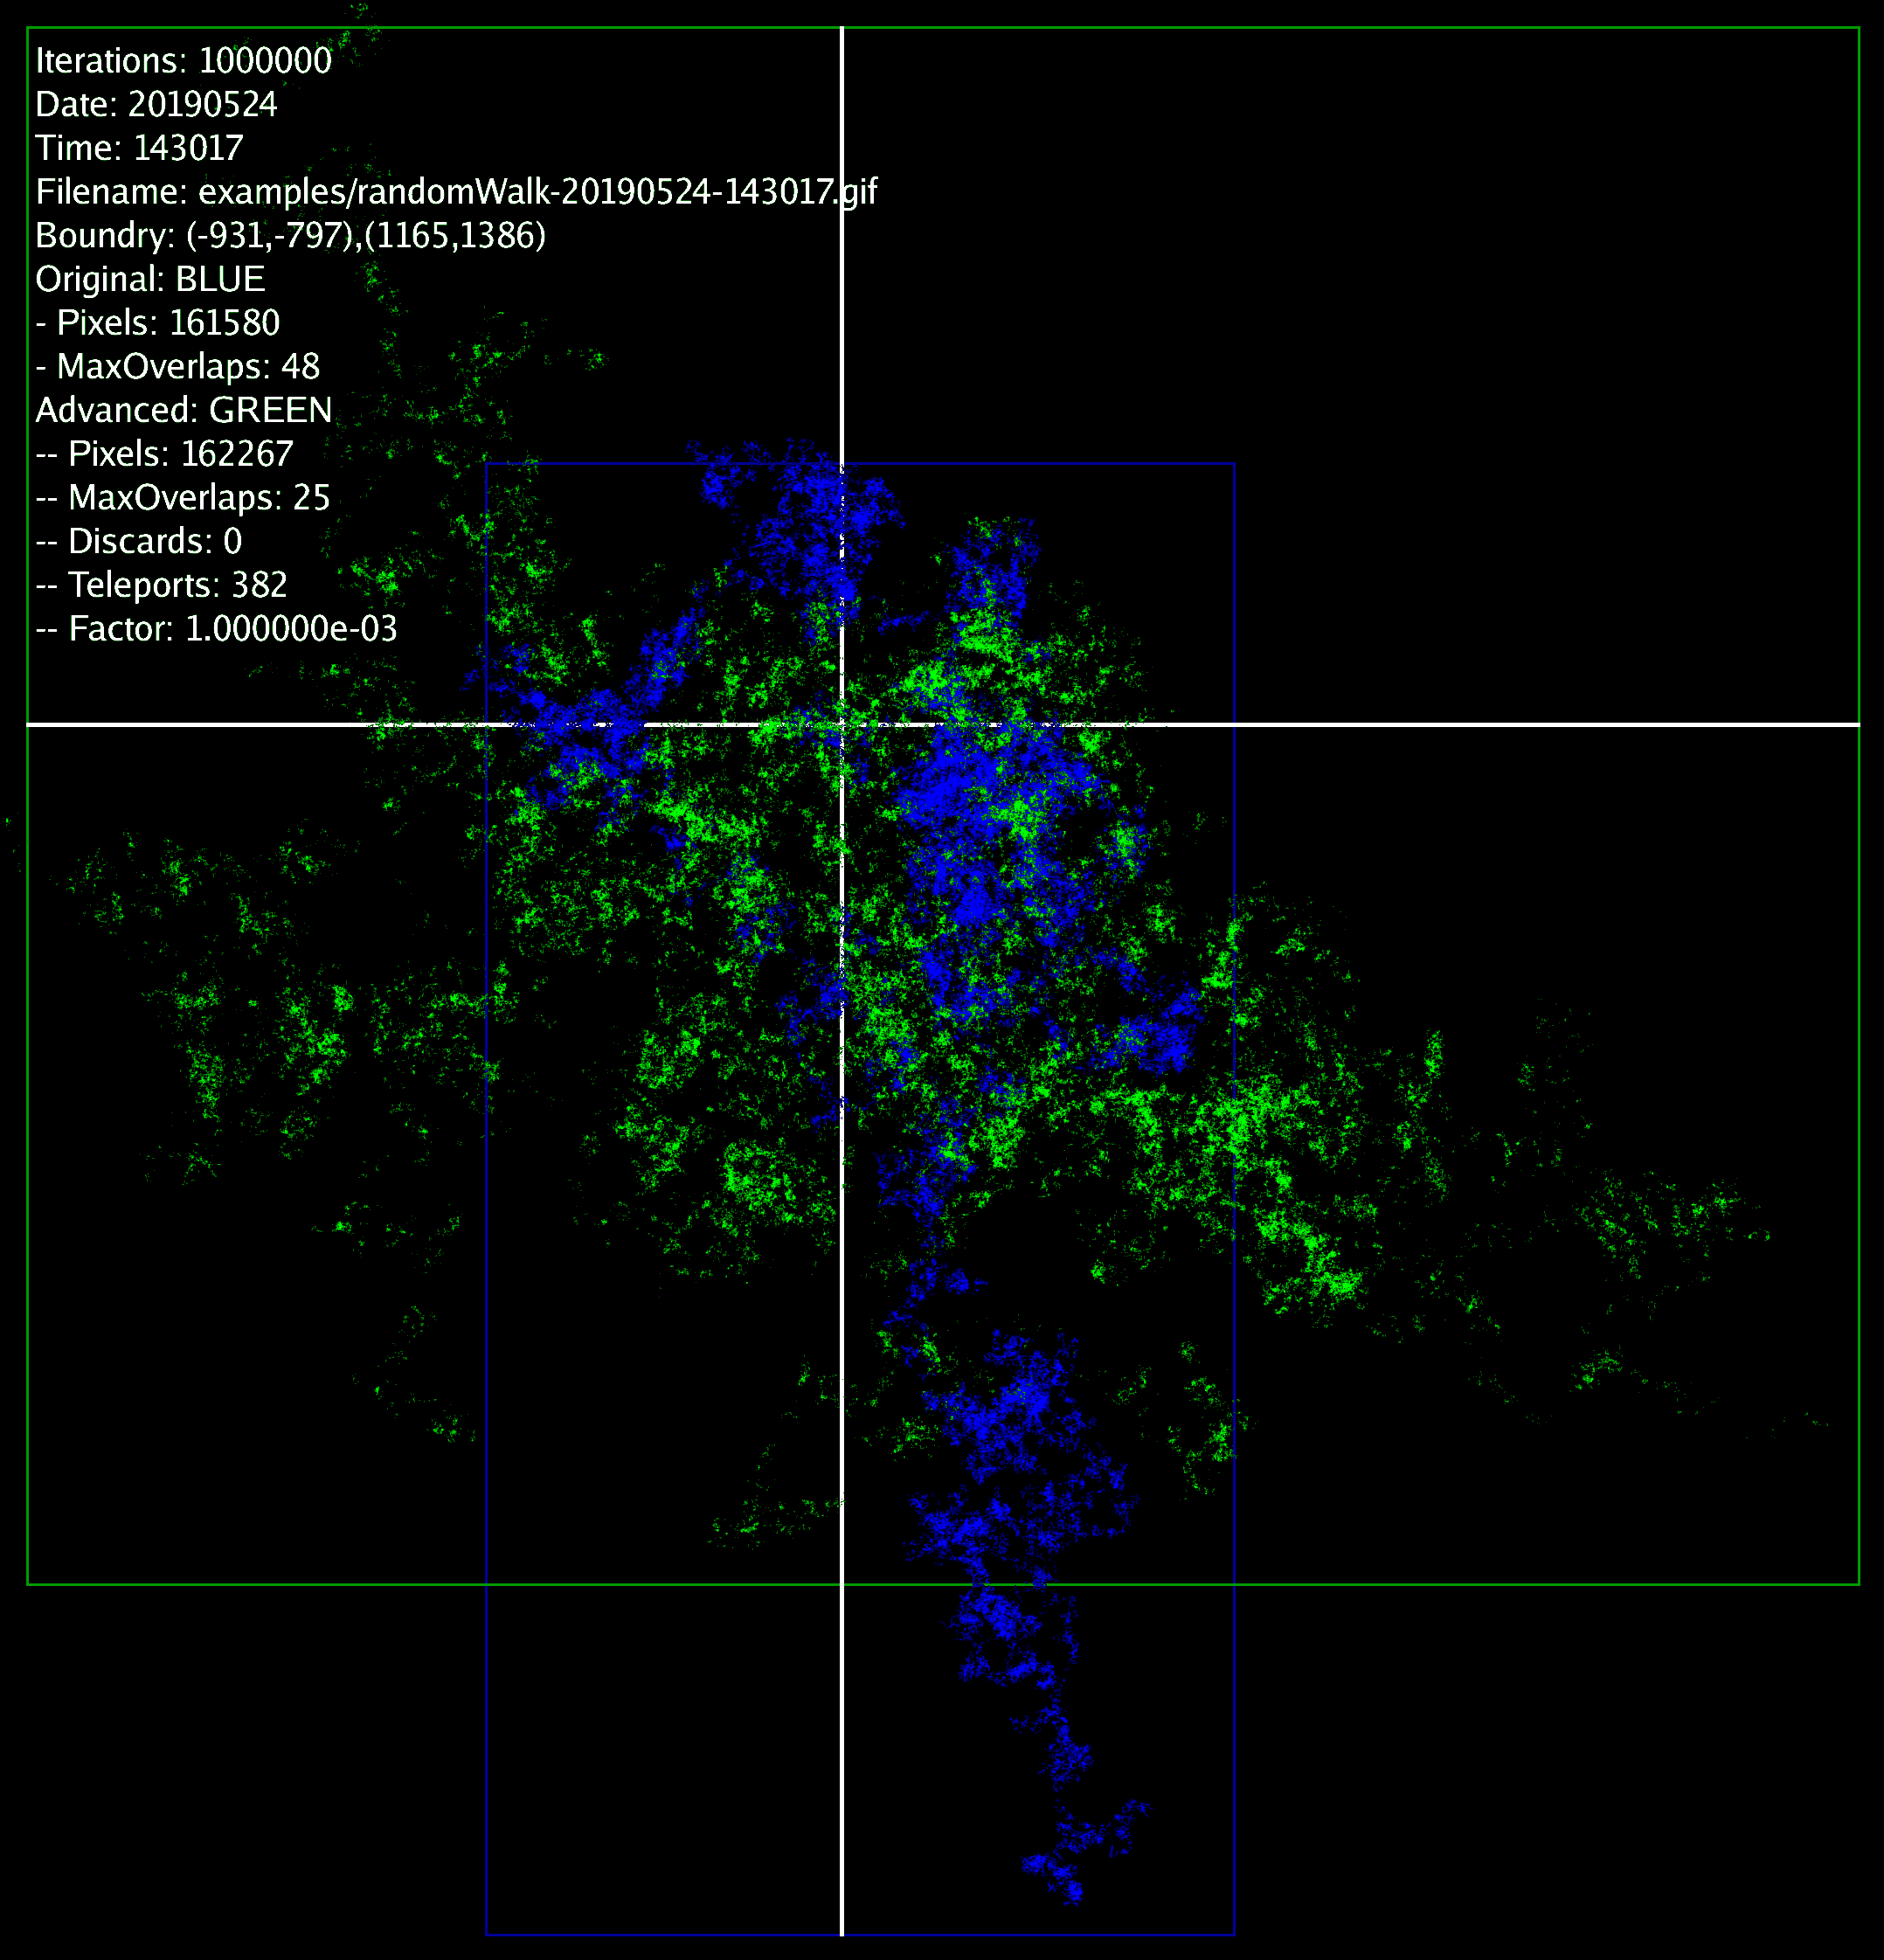 Iterations: 1000000
Date: 20190524
Time: 143017
Filename: examples/randomWalk-20190524-143017.gif
Boundry: (-931,-797),(1165,1386)
Original: BLUE
- Pixels: 161580
- MaxOverlaps: 48
Advanced: GREEN
-- Pixels: 162267
-- MaxOverlaps: 25
-- Discards: 0
-- Teleports: 382
-- Factor: 1.000000e-03